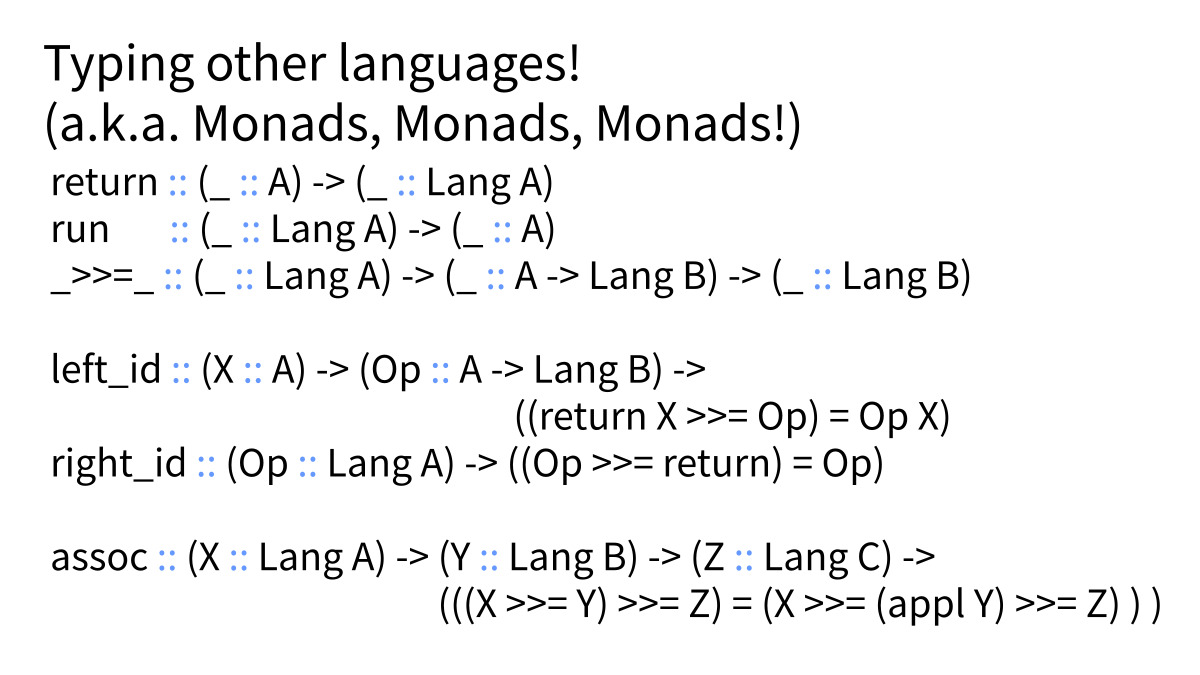 Typing other languages!
(a.k.a. Monads, Monads, Monads!)
return :: (_ :: A) -> (_ :: Lang A)
run :: (_ :: Lang A) -> (_ :: A)
_>>=_ :: (_ :: Lang A) -> (_ :: A -> Lang B) -> (_ :: Lang B)
left_id :: (X :: A) -> (Op :: A -> Lang B) ->
((return X >>= Op) = Op X)
right_id :: (Op :: Lang A) -> ((Op >>= return) = Op)
assoc :: (X :: Lang A) -> (Y :: Lang B) -> (Z :: Lang C) ->
(((X >>= Y) >>= Z) = (X >>= (appl Y) >>= Z) ) )